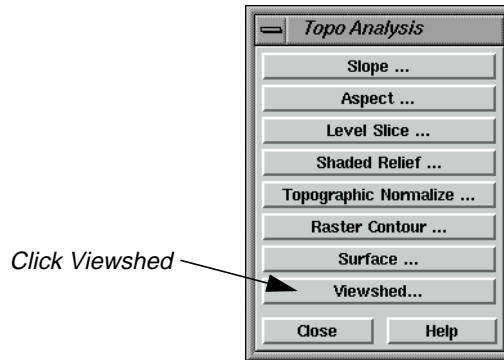 Topo Analysis
Slope ...
Aspect ...
Level Slice ...
Shaded Relief ...
Topographic Normalize ...
Raster Contour ...
Surface ...
Click Viewshed
Viewshed...
Close Help